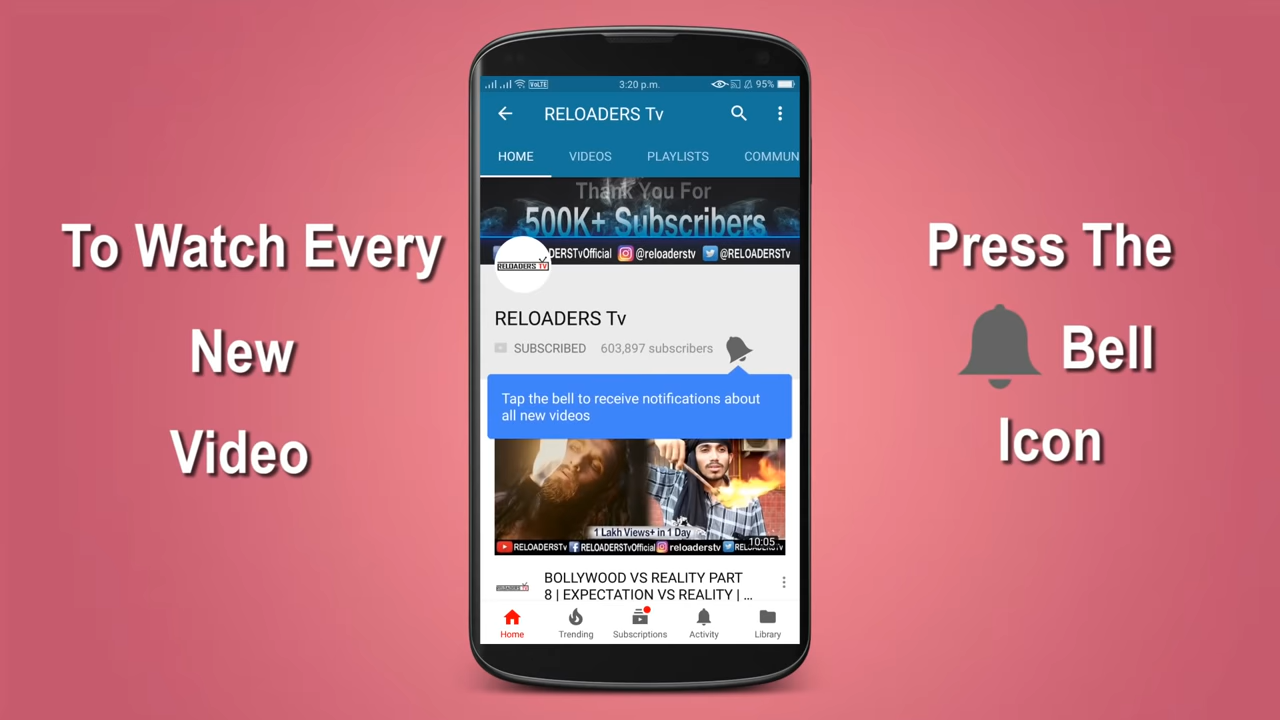 To Watch Every
New
Video
VoLTE
3:20 p.m.
95%
RELOADERS Tv
HOME VIDEOS PLAYLISTS COMMUN
Thank You For
500K+ Subscribers
DERSTvOfficial @reloaderstv @RELOADERSTv
RELOADERS TV
RELOADERS Tv
SUBSCRIBED 603,897 subscribers
Tap the bell to receive notifications about
all new videos
1 Lakh Views+ in 1 Day
10:05
RELOADERSTv RELOADERSTvOfficial reloaderstv
BOLLYWOOD VS REALITY PART
8 | EXPECTATION VS REALITY | ...
Home Trending Subscriptions Activity Library
Press The
Bell
Icon